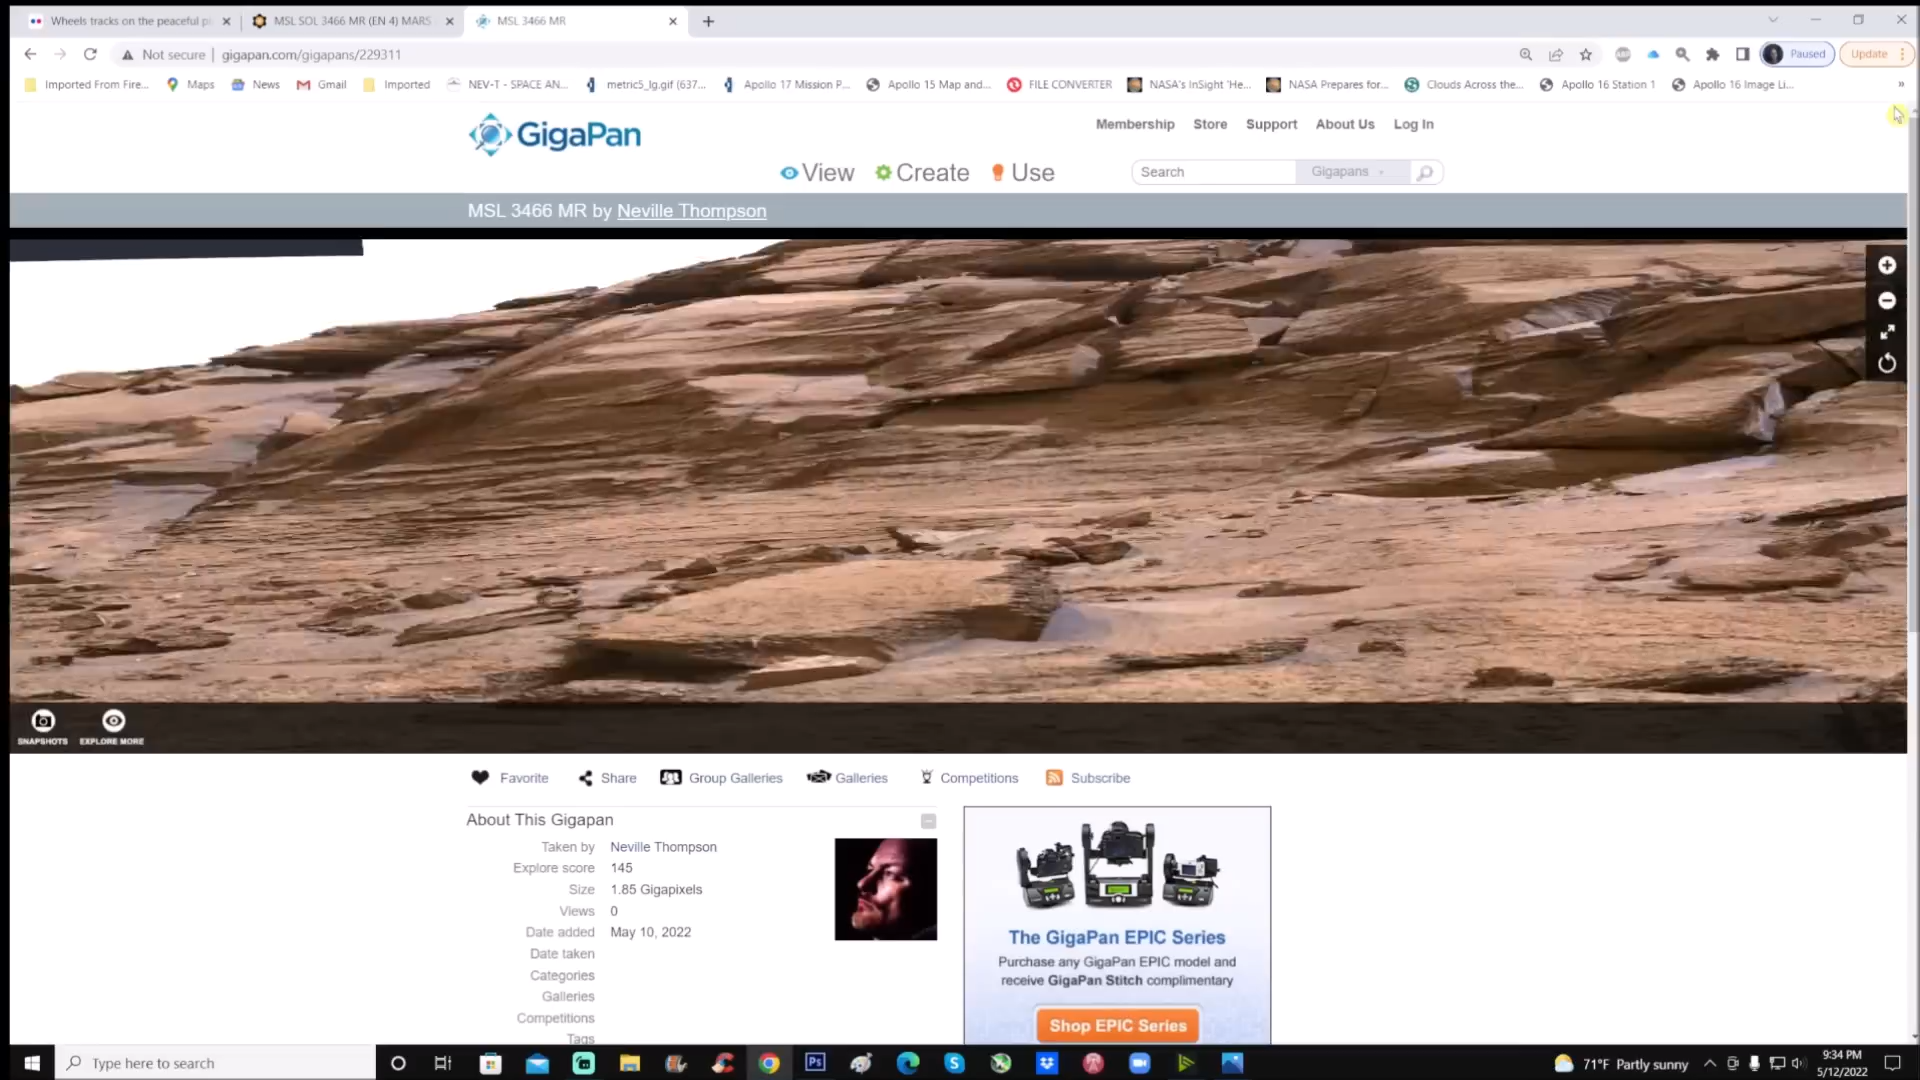 Wheels tracks on the peaceful pl
MSL SOL 3466 MR (EN 4) MARS
MSL 3466 MR
Not secure | gigapan.com/gigapans/229311
Paused
Update
Imported From Fire...
Maps
News
Gmail
Imported
NEV-T - SPACE AN...
metric5_lg.gif (637...
Apollo 17 Mission P...
Apollo 15 Map and...
FILE CONVERTER
NASA's InSight 'He...
NASA Prepares for...
Clouds Across the...
Apollo 16 Station 1
Apollo 16 Image Li...
GigaPan
Membership Store Support About Us Log In
View Create Use
Search Gigapans
MSL 3466 MR by Neville Thompson
SNAPSHOTS EXPLORE MORE
Favorite Share Group Galleries Galleries Competitions Subscribe
About This Gigapan
Taken by Neville Thompson
Explore score 145
Size 1.85 Gigapixels
Views 0
Date added May 10, 2022
Date taken
Categories
Galleries
Competitions
Tags
The GigaPan EPIC Series
Purchase any GigaPan EPIC model and
receive GigaPan Stitch complimentary
Shop EPIC Series
Type here to search
71°F Partly sunny
9:34 PM
5/12/2022